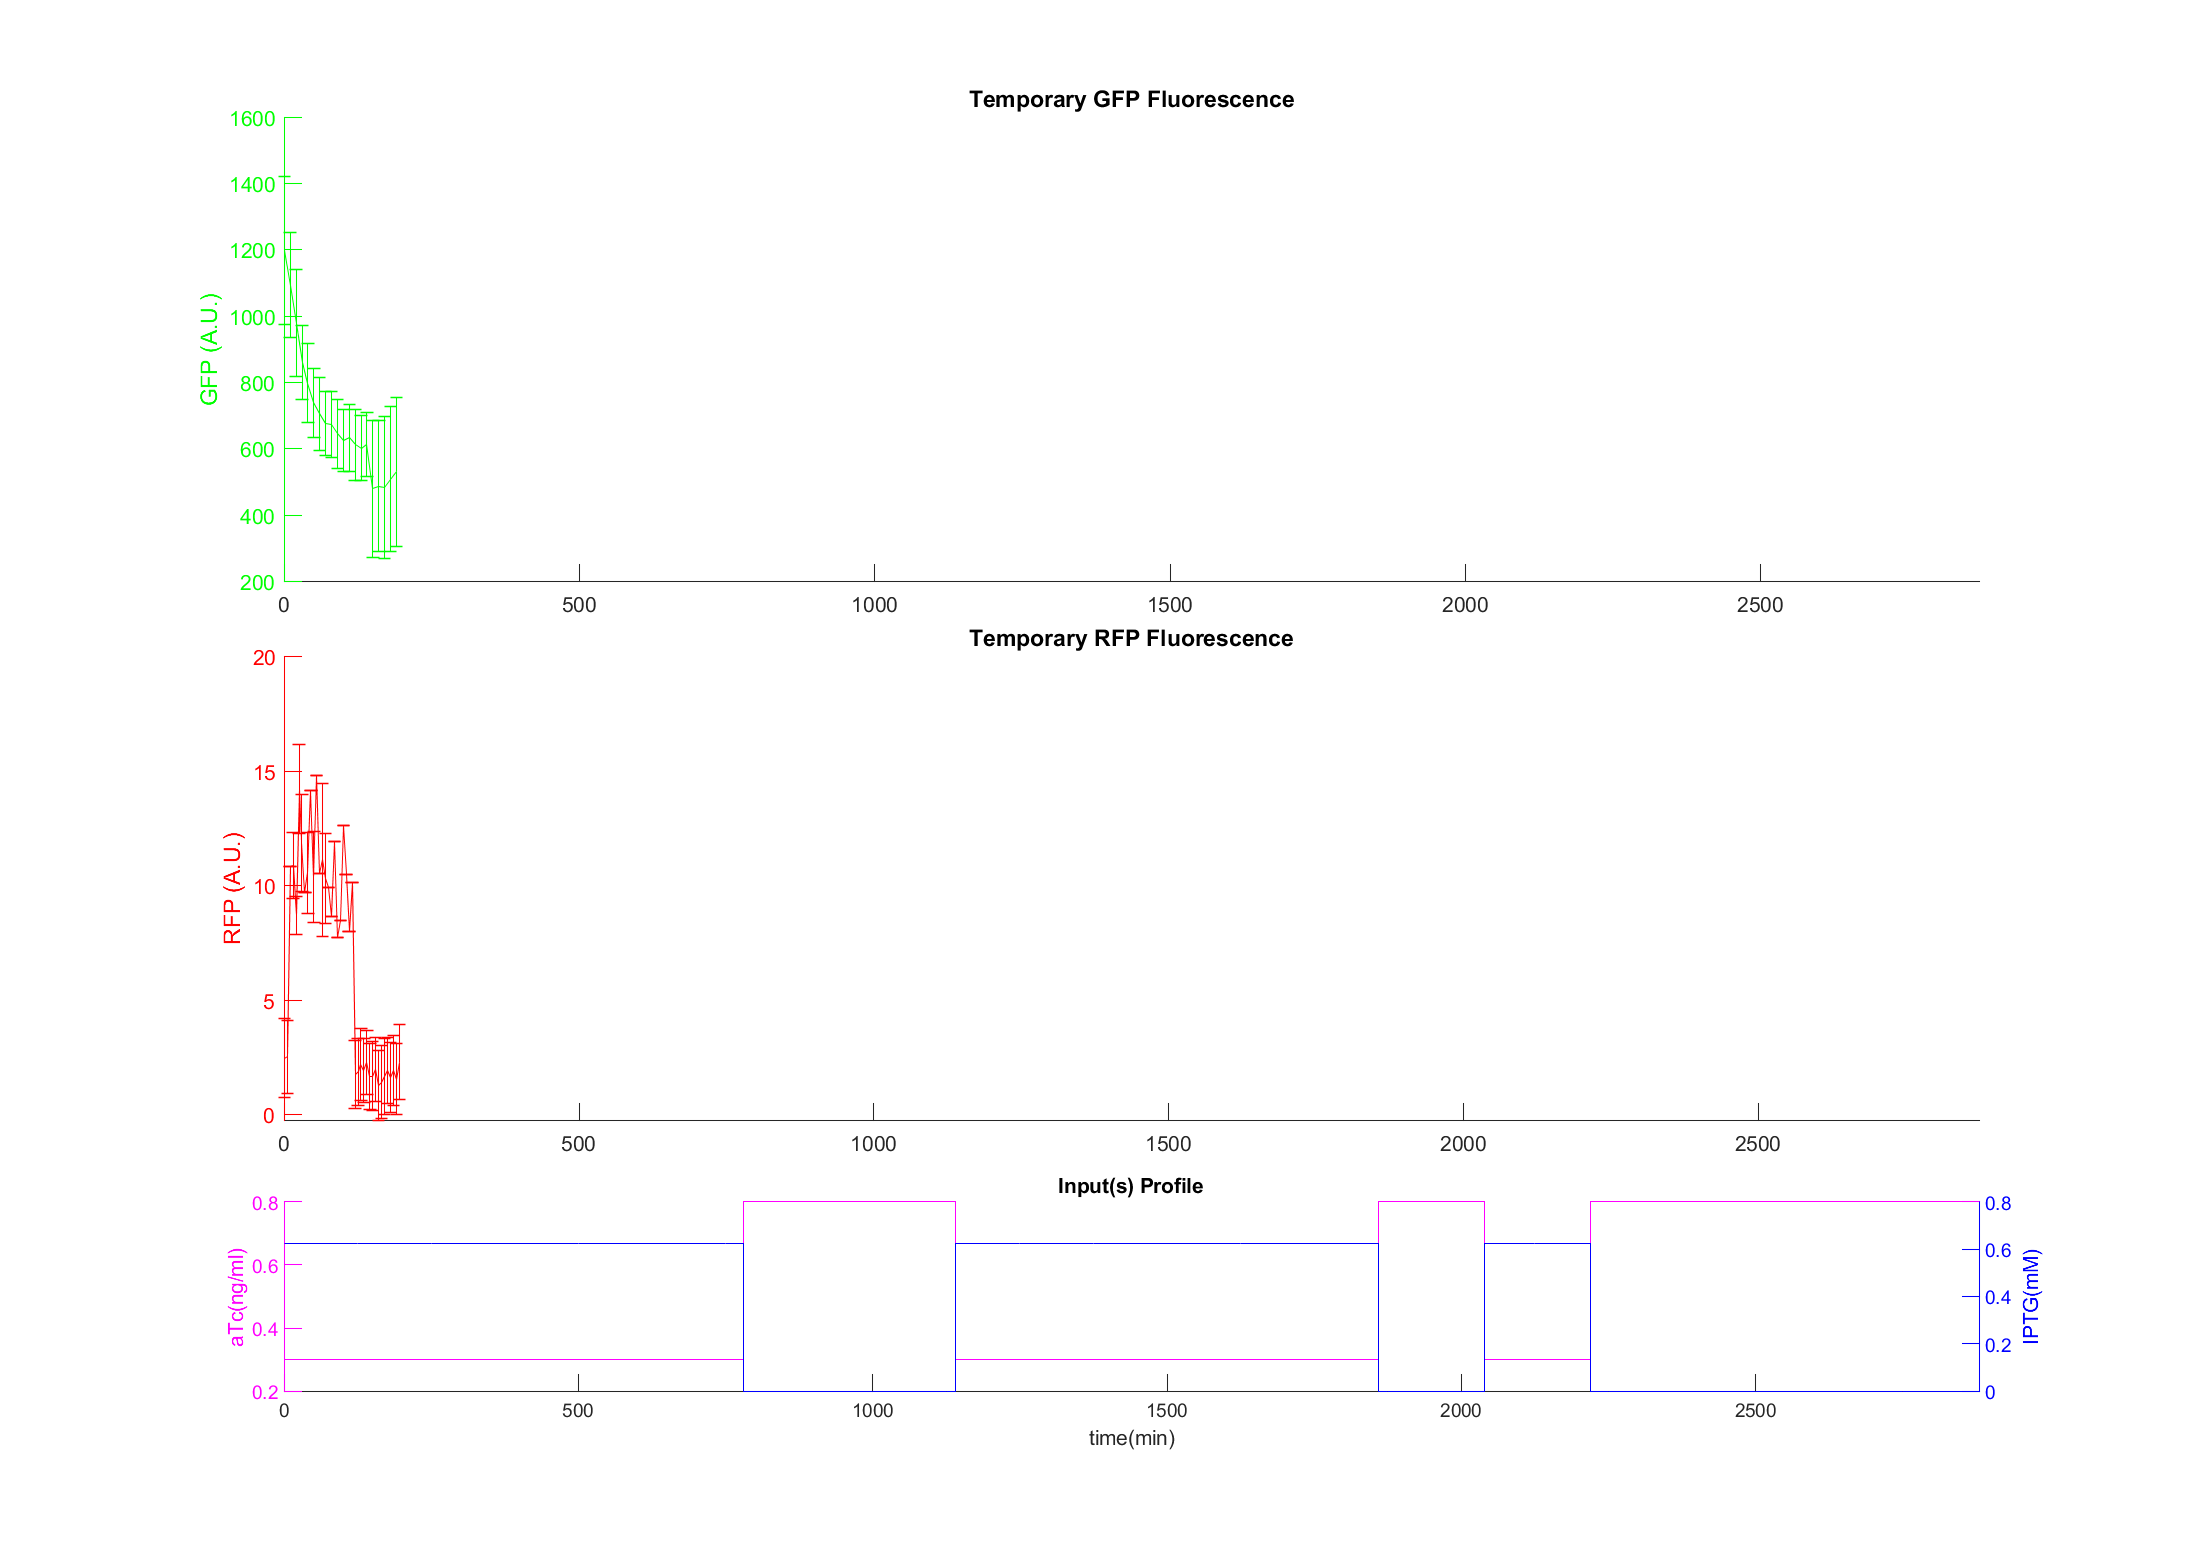 Temporary GFP Fluorescence
1600
1400
1200
1000
800
600
400
200
GFP (A.U.)
0 500 1000 1500 2000 2500
Temporary RFP Fluorescence
20
15
10
5
0
RFP (A.U.)
0 500 1000 1500 2000 2500
Input(s) Profile
0.8
0.6
0.4
0.2
aTc(ng/ml)
0.8
0.6
0.4
0.2
0
IPTG(mM)
0 500 1000 1500 2000 2500
time(min)